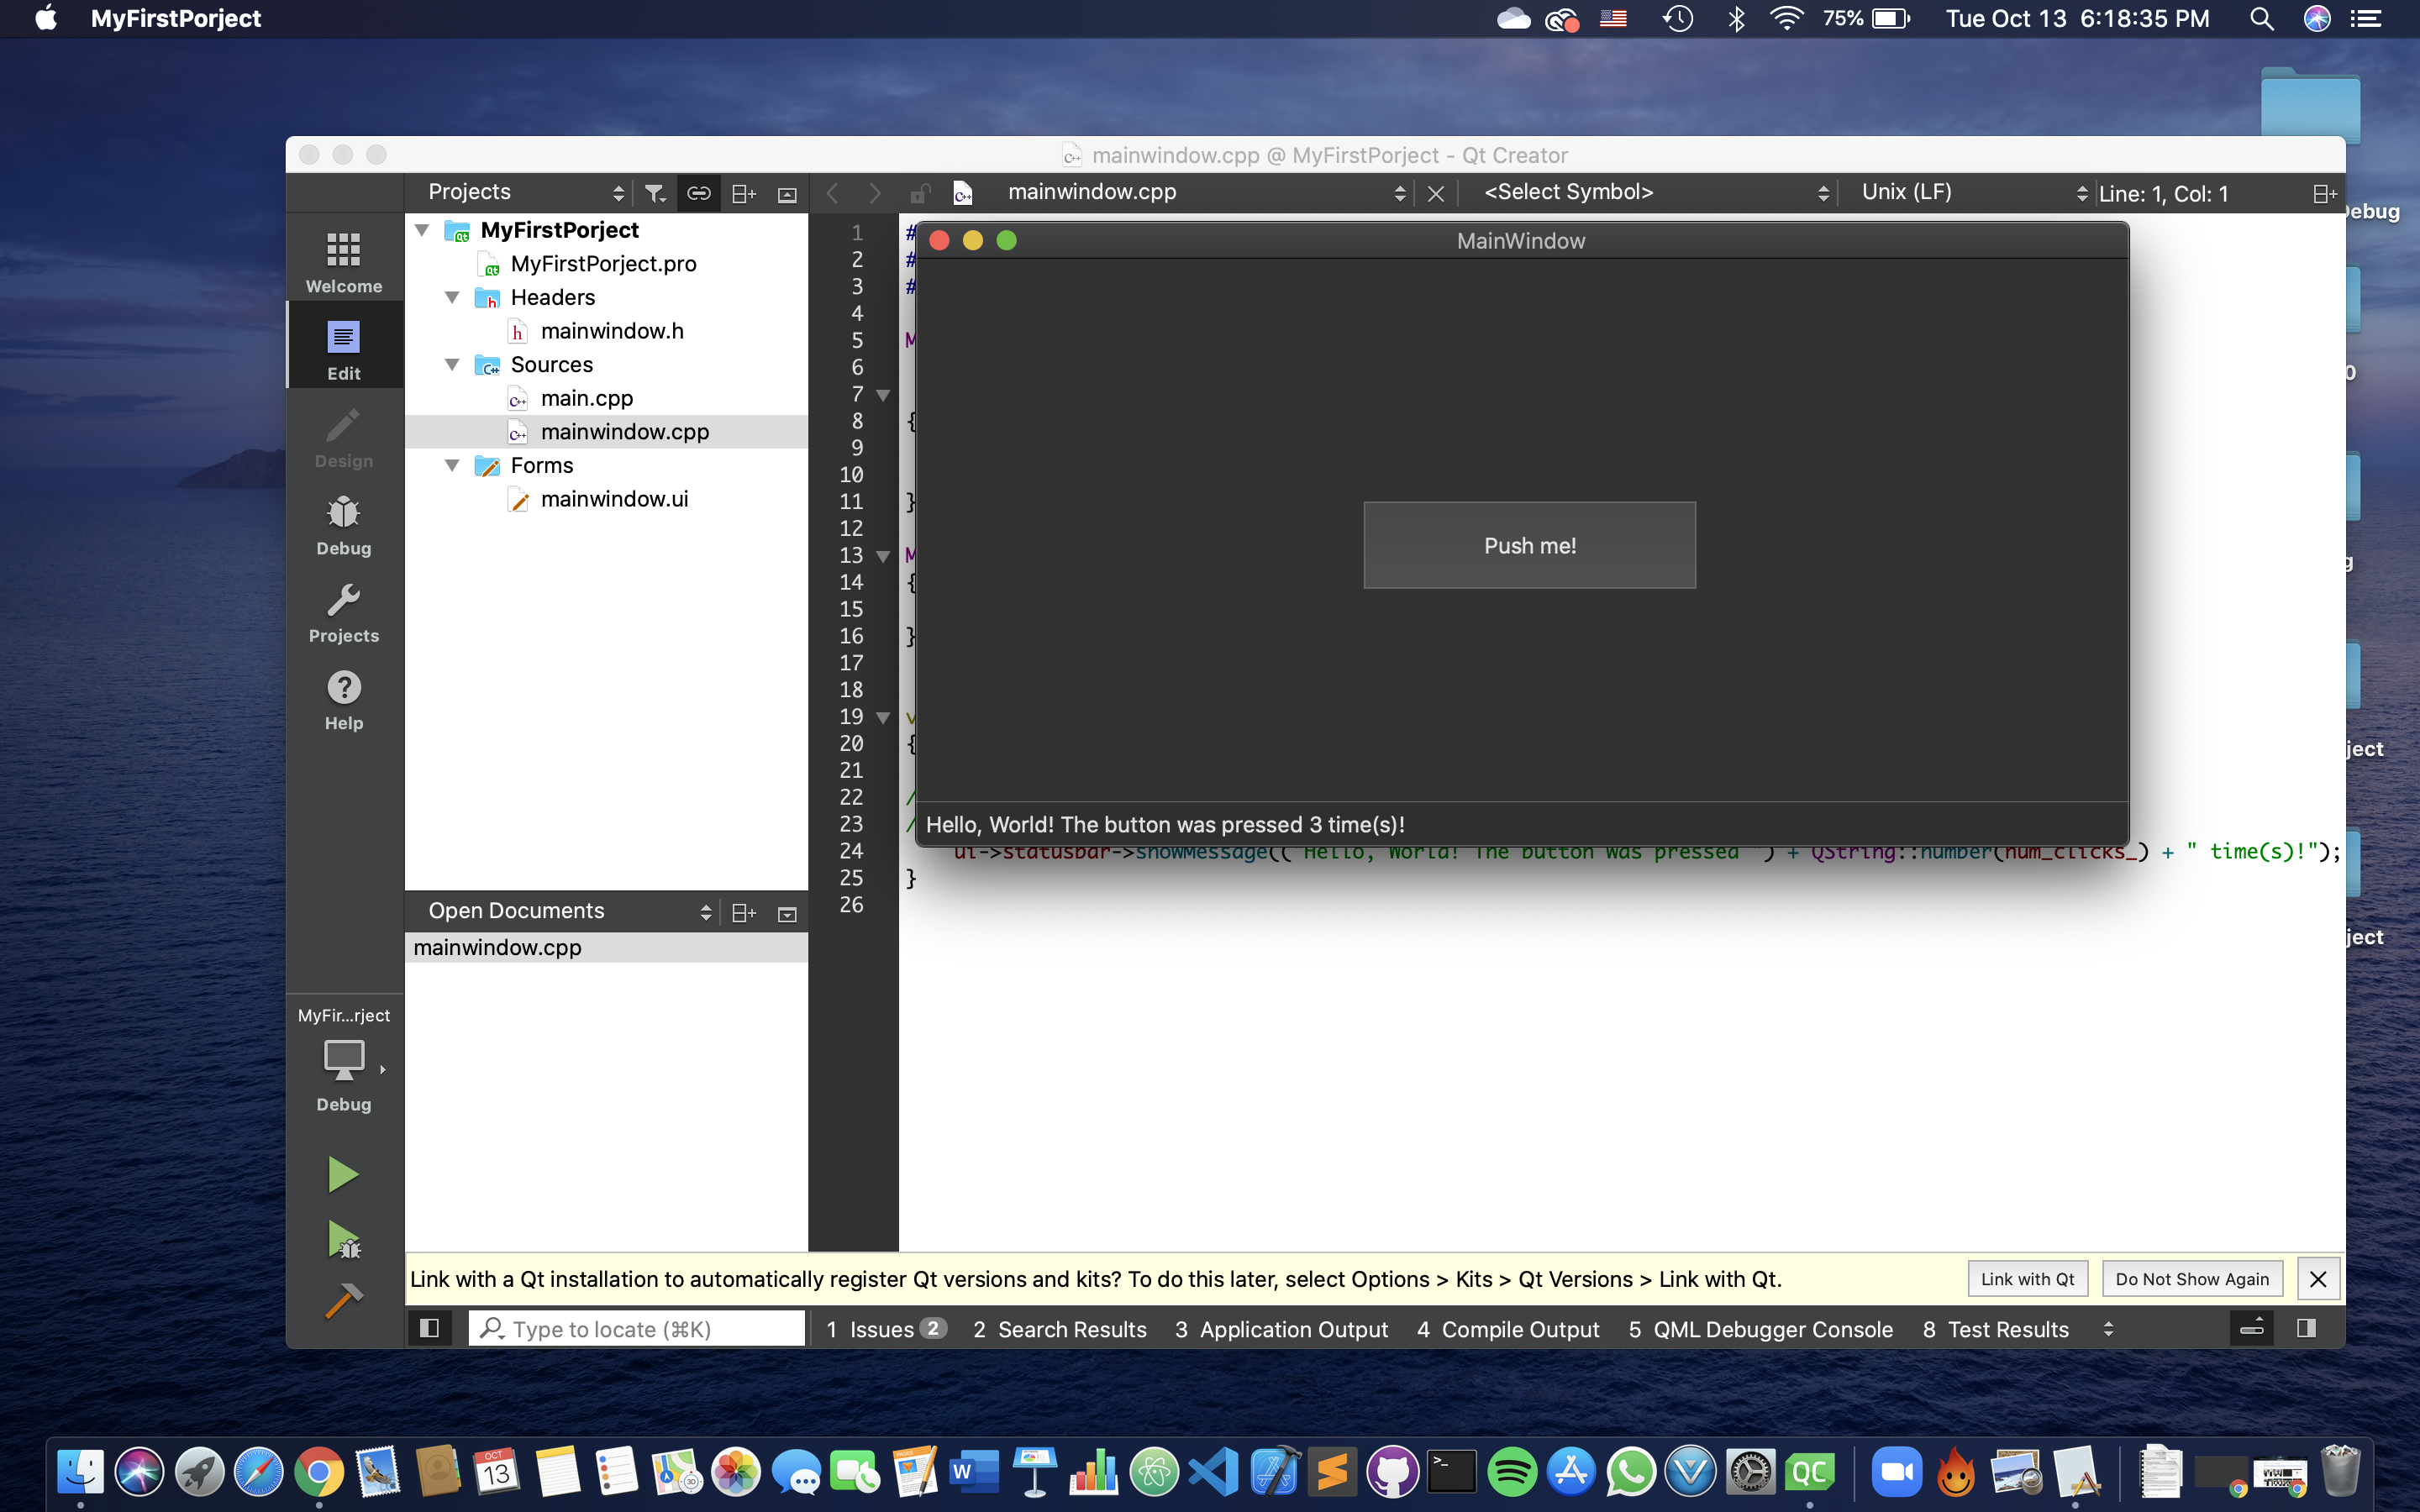 MyFirstPorject
75%
Tue Oct 13 6:18:35 PM
mainwindow.cpp @ MyFirstPorject - Qt Creator
Projects
mainwindow.cpp
<Select Symbol>
Unix (LF)
Line: 1, Col: 1
Welcome
Edit
Design
Debug
Projects
Help
MyFirstPorject
MyFirstPorject.pro
Headers
mainwindow.h
Sources
main.cpp
mainwindow.cpp
Forms
mainwindow.ui
Open Documents
mainwindow.cpp
1
2
3
4
5
6
7
8
9
10
11
12
13
14
15
16
17
18
19
20
21
22
23
24
25
26
#
#
#
{
}
{
}
{
/
/
ui->statusbar->showMessage(("Hello, World! The button was pressed ") + QString::number(num_clicks_) + " time(s)!");
}
MainWindow
Push me!
Hello, World! The button was pressed 3 time(s)!
Debug
0
g
ject
ject
MyFir...rject
Debug
Link with a Qt installation to automatically register Qt versions and kits? To do this later, select Options > Kits > Qt Versions > Link with Qt.
Link with Qt
Do Not Show Again
Type to locate (⌘K)
1 Issues 2
2 Search Results
3 Application Output
4 Compile Output
5 QML Debugger Console
8 Test Results
OCT
13
PAGES
W
>_
QC